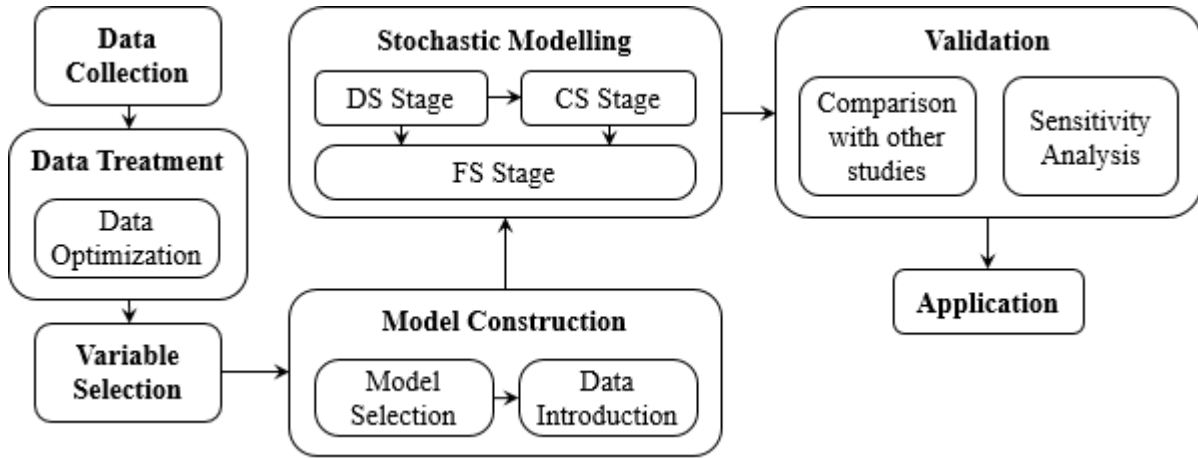 Data
Collection
Data Treatment
Data
Optimization
Variable
Selection
Model Construction
Model
Selection
Data
Introduction
Stochastic Modelling
DS Stage
CS Stage
FS Stage
Validation
Comparison
with other
studies
Sensitivity
Analysis
Application